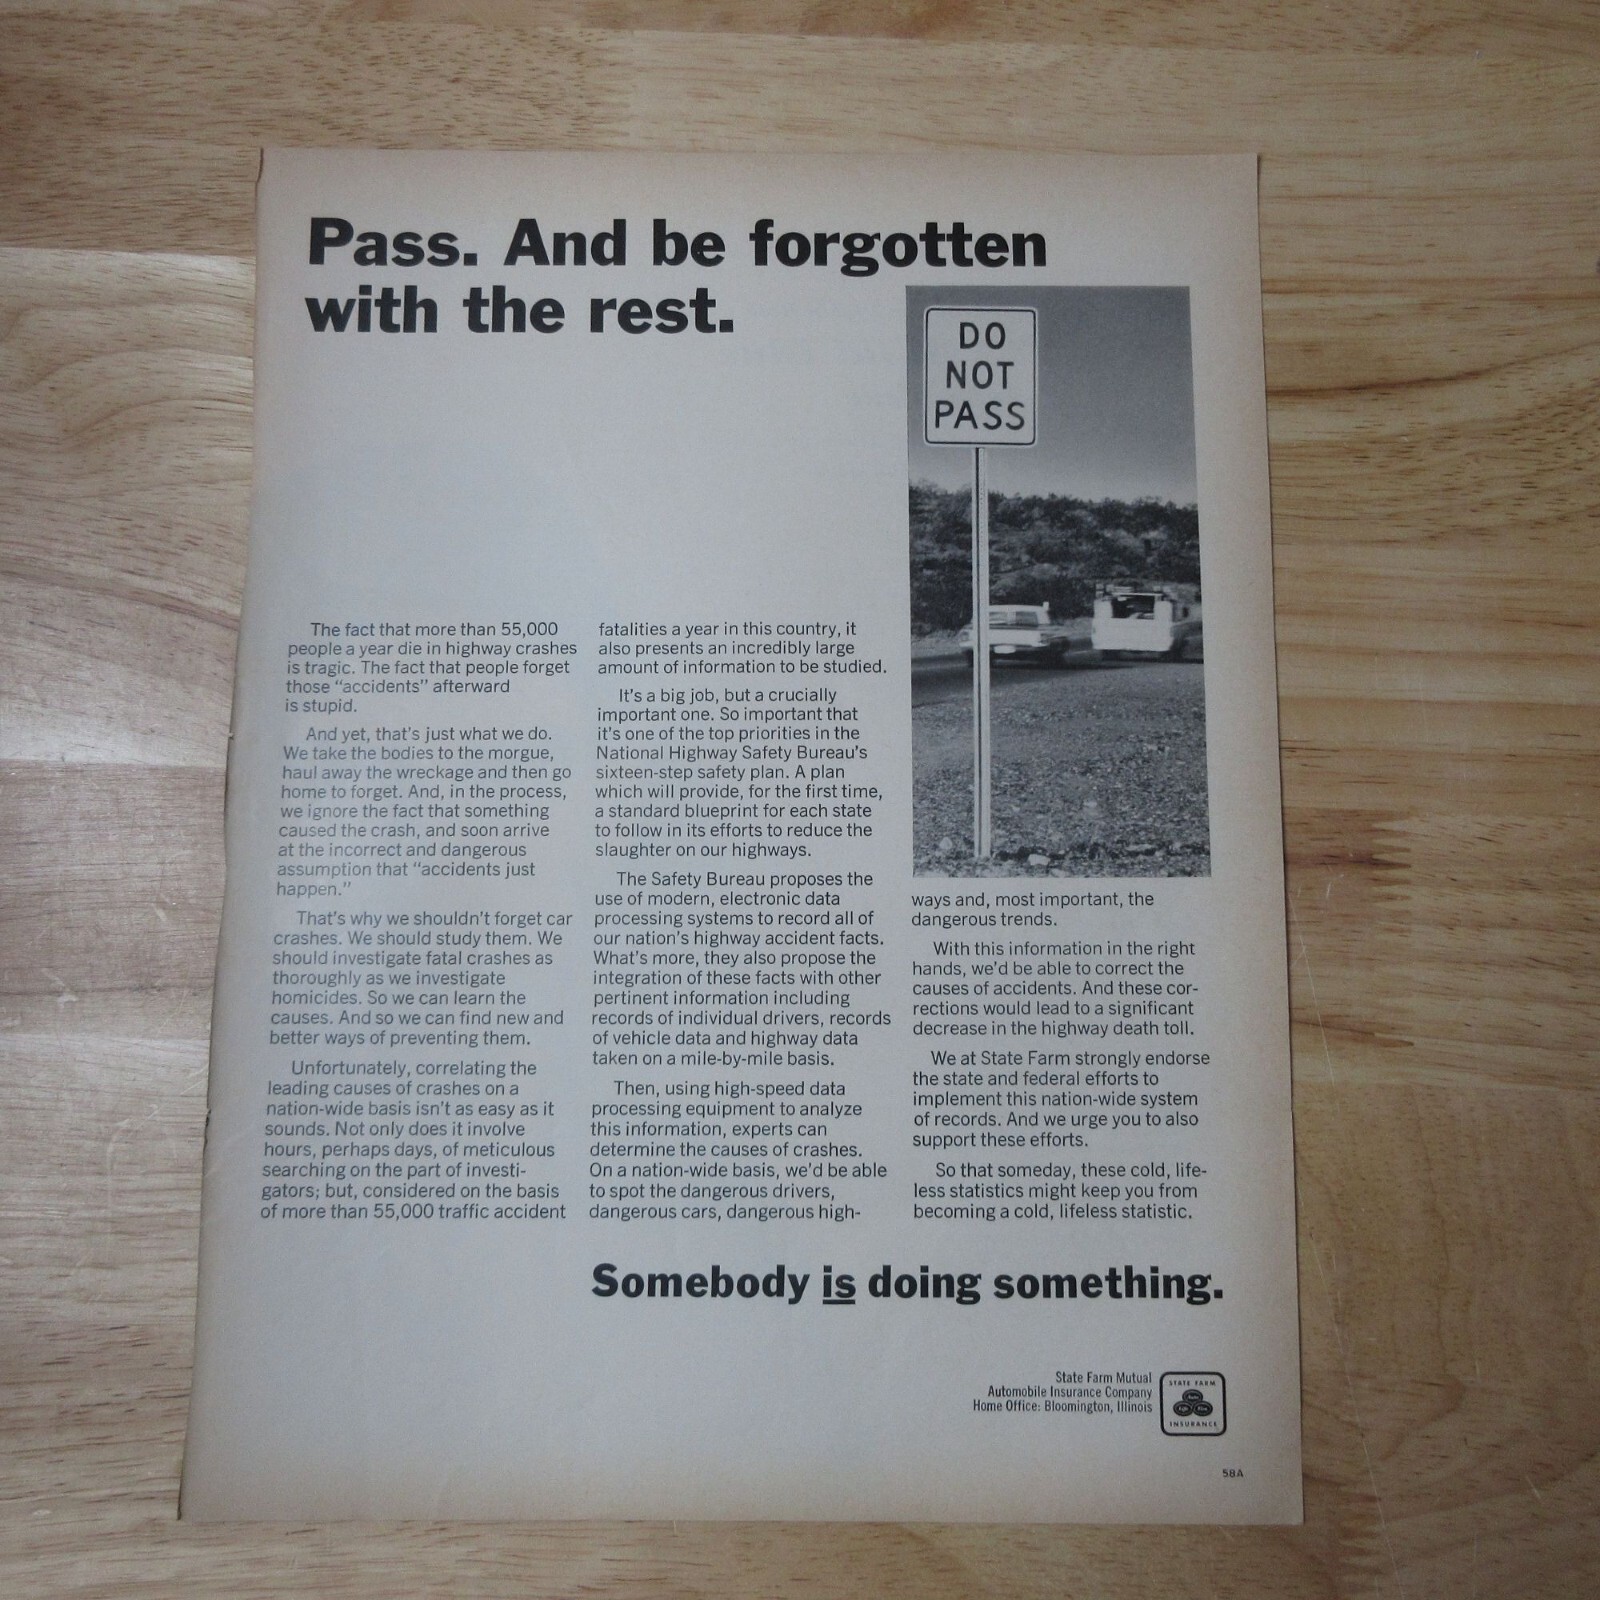 Pass. And be forgotten
with the rest.
DO
NOT
PASS
The fact that more than 55,000
people a year die in highway crashes
is tragic. The fact that people forget
those "accidents" afterward
is stupid.
And yet, that's just what we do.
We take the bodies to the morgue,
haul away the wreckage and then go
home to forget. And, in the process,
we ignore the fact that something
caused the crash, and soon arrive
at the incorrect and dangerous
assumption that "accidents just
happen."
That's why we shouldn't forget car
crashes. We should study them. We
should investigate fatal crashes as
thoroughly as we investigate
homicides. So we can learn the
causes. And so we can find new and
better ways of preventing them.
Unfortunately, correlating the
leading causes of crashes on a
nation-wide basis isn't as easy as it
sounds. Not only does it involve
hours, perhaps days, of meticulous
searching on the part of investi-
gators; but, considered on the basis
of more than 55,000 traffic accident
fatalities a year in this country, it
also presents an incredibly large
amount of information to be studied.
It's a big job, but a crucially
important one. So important that
it's one of the top priorities in the
National Highway Safety Bureau's
sixteen-step safety plan. A plan
which will provide, for the first time,
a standard blueprint for each state
to follow in its efforts to reduce the
slaughter on our highways.
The Safety Bureau proposes the
use of modern, electronic data
processing systems to record all of
our nation's highway accident facts.
What's more, they also propose the
integration of these facts with other
pertinent information including
records of individual drivers, records
of vehicle data and highway data
taken on a mile-by-mile basis.
Then, using high-speed data
processing equipment to analyze
this information, experts can
determine the causes of crashes.
On a nation-wide basis, we'd be able
to spot the dangerous drivers,
dangerous cars, dangerous high-
ways and, most important, the
dangerous trends.
With this information in the right
hands, we'd be able to correct the
causes of accidents. And these cor-
rections would lead to a significant
decrease in the highway death toll.
We at State Farm strongly endorse
the state and federal efforts to
implement this nation-wide system
of records. And we urge you to also
support these efforts.
So that someday, these cold, life-
less statistics might keep you from
becoming a cold, lifeless statistic.
Somebody is doing something.
State Farm Mutual
Automobile Insurance Company
Home Office: Bloomington, Illinois
STATE FARM
INSURANCE
58A